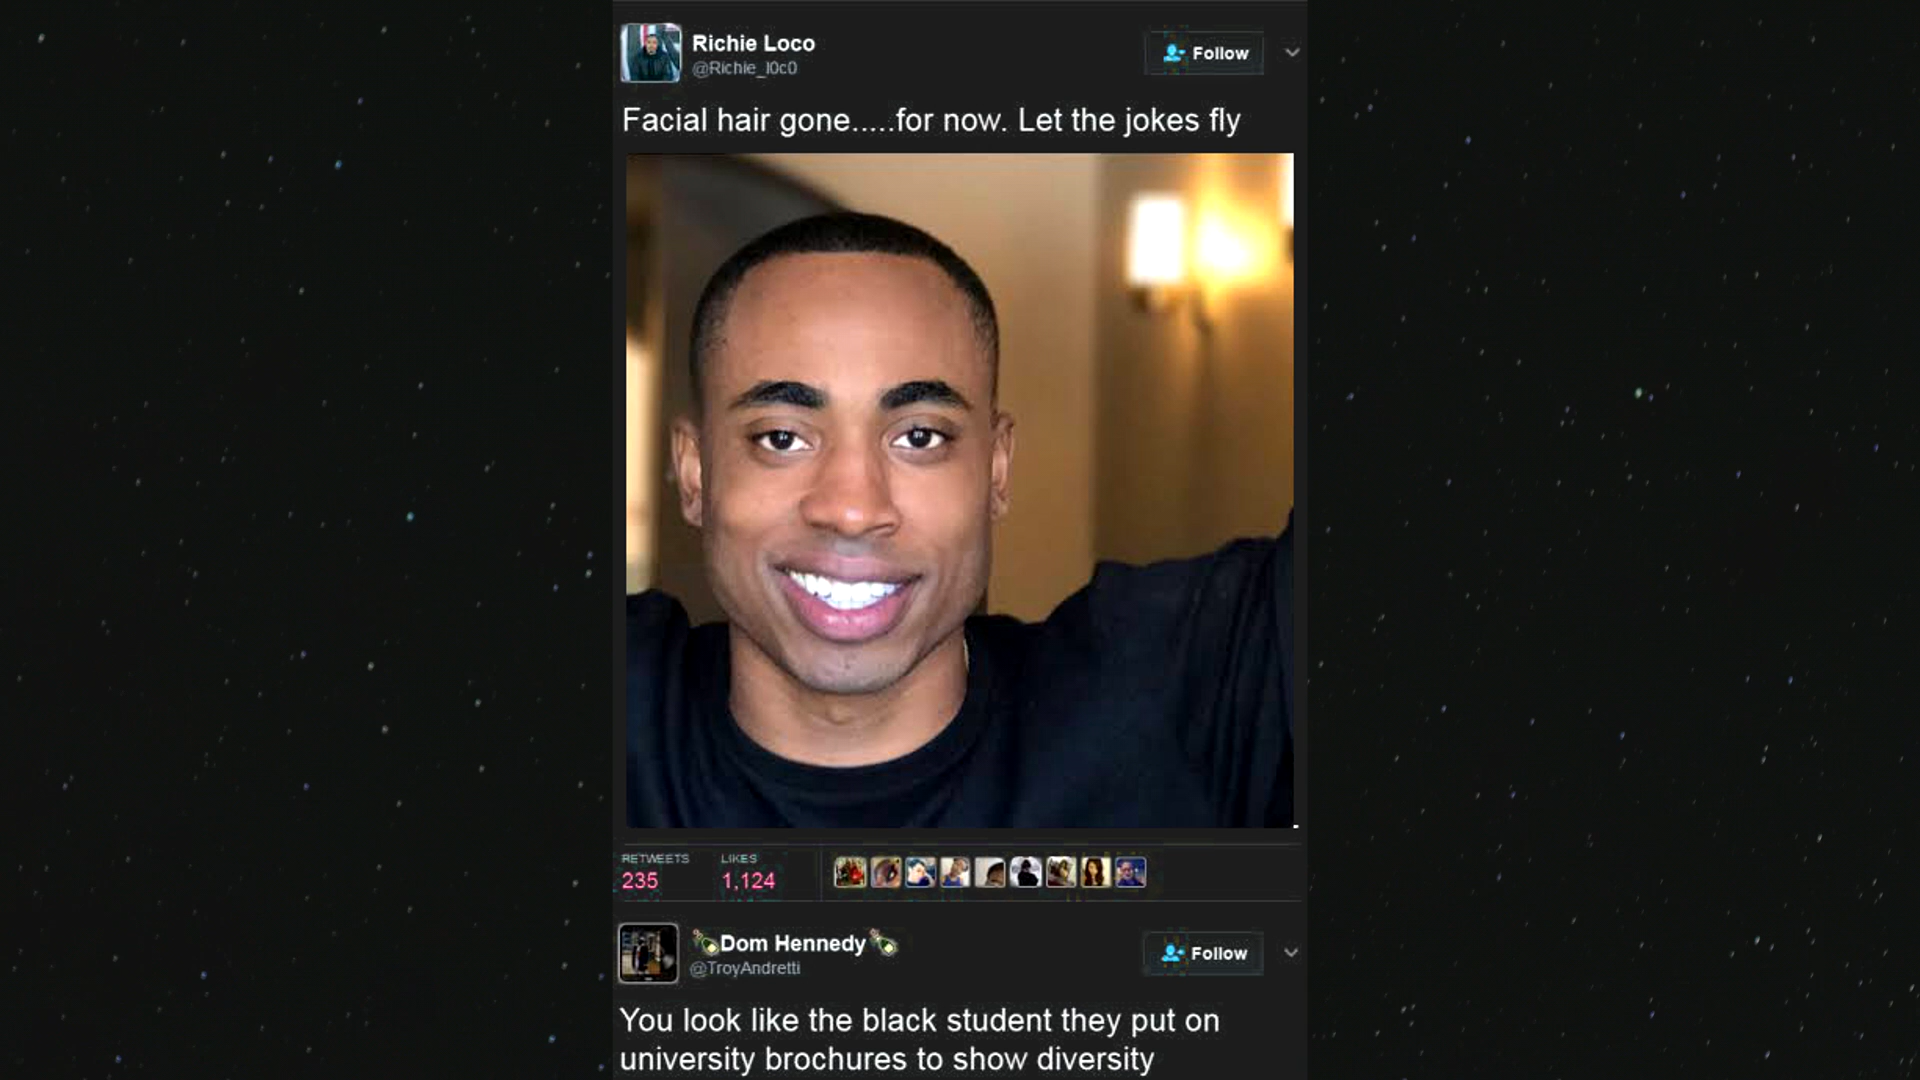 Richie Loco
@Richie_l0c0
Follow
Facial hair gone.....for now. Let the jokes fly
RETWEETS
LIKES
235
1,124
🍾Dom Hennedy🍾
@TroyAndretti
Follow
You look like the black student they put on
university brochures to show diversity